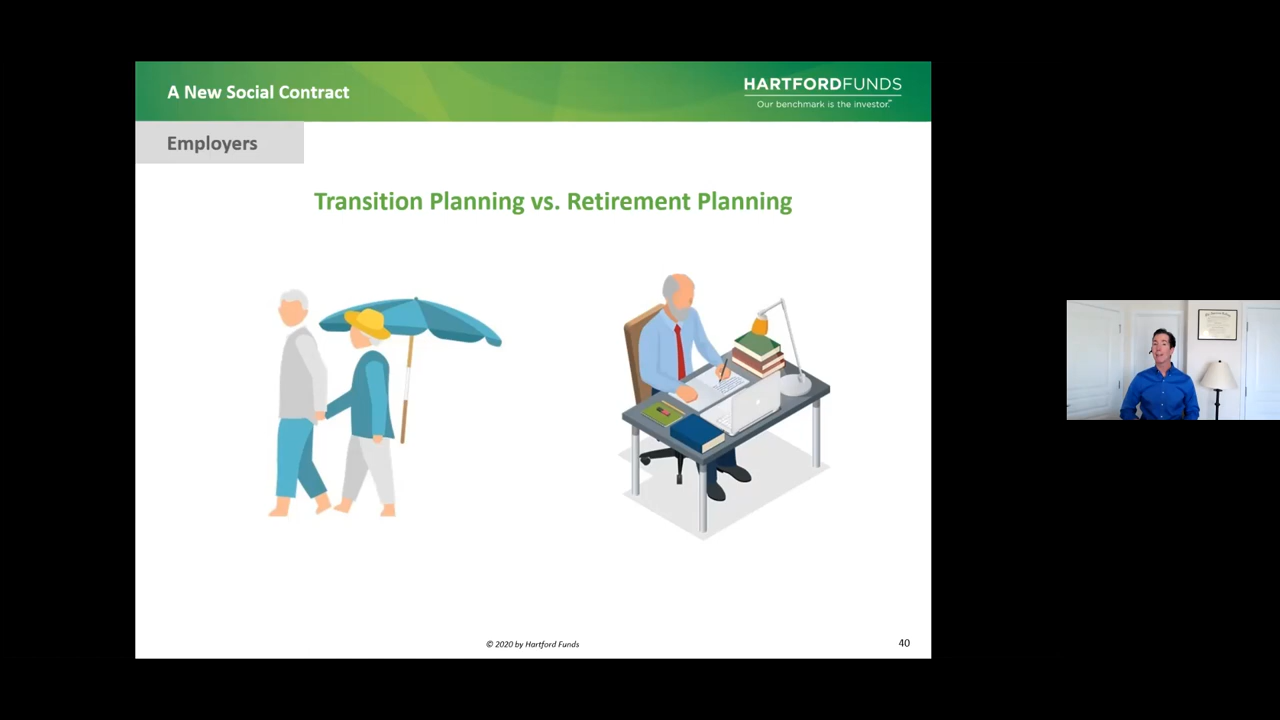 A New Social Contract
HARTFORDFUNDS
Our benchmark is the investor.℠
Employers
Transition Planning vs. Retirement Planning
© 2020 by Hartford Funds
40